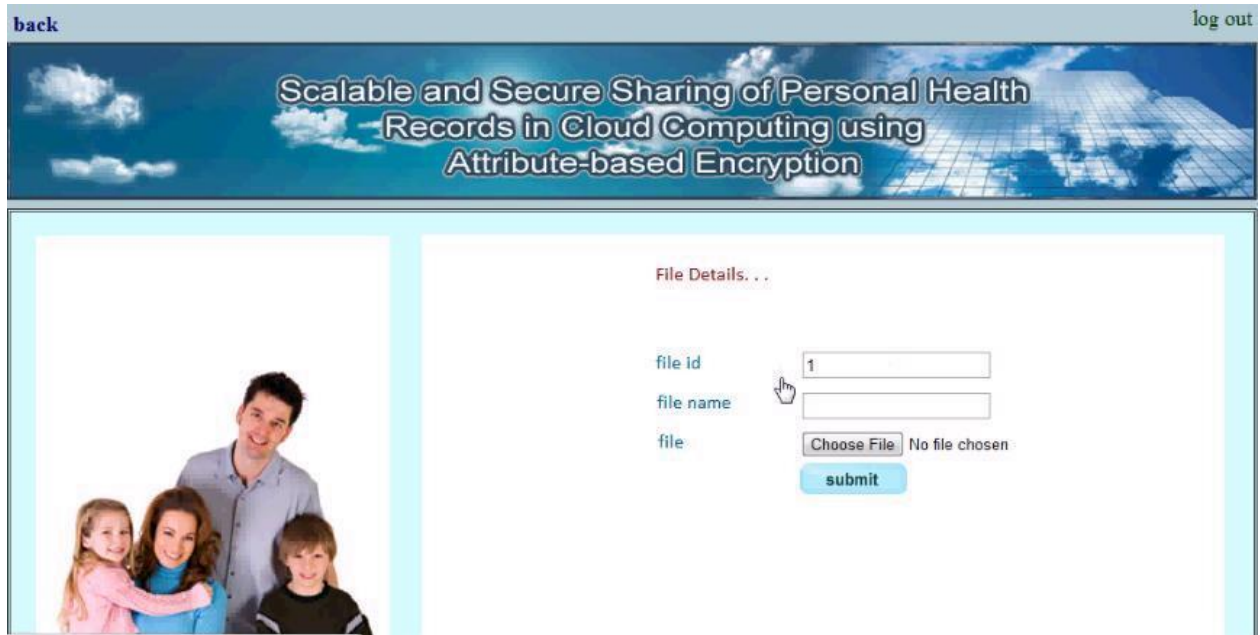 back
log out
Scalable and Secure Sharing of Personal Health
Records in Cloud Computing using
Attribute-based Encryption
File Details. . .
file id 1
file name
file Choose File No file chosen
submit